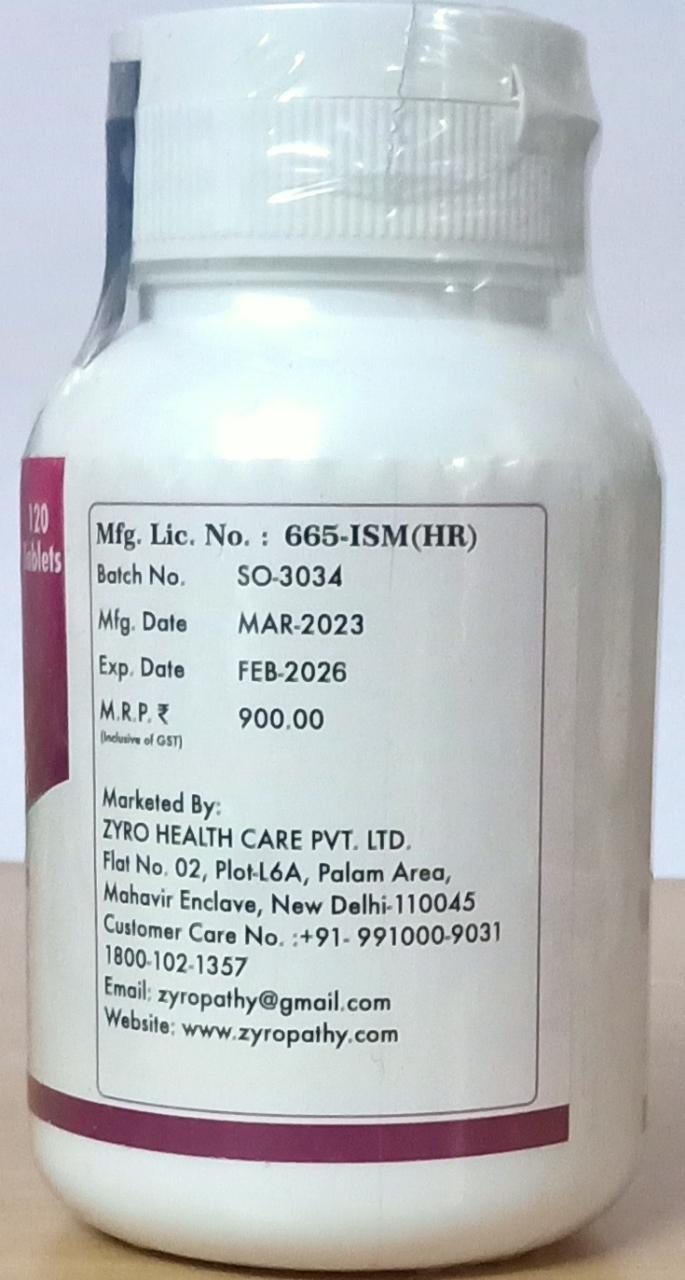 120
Tablets
Mfg. Lic. No. : 665-ISM(HR)
Batch No. SO-3034
Mfg. Date MAR-2023
Exp. Date FEB-2026
M.R.P. ₹ 900.00
(Inclusive of GST)
Marketed By:
ZYRO HEALTH CARE PVT. LTD.
Flat No. 02, Plot-L6A, Palam Area,
Mahavir Enclave, New Delhi-110045
Customer Care No. :+91- 991000-9031
1800-102-1357
Email: zyropathy@gmail.com
Website: www.zyropathy.com